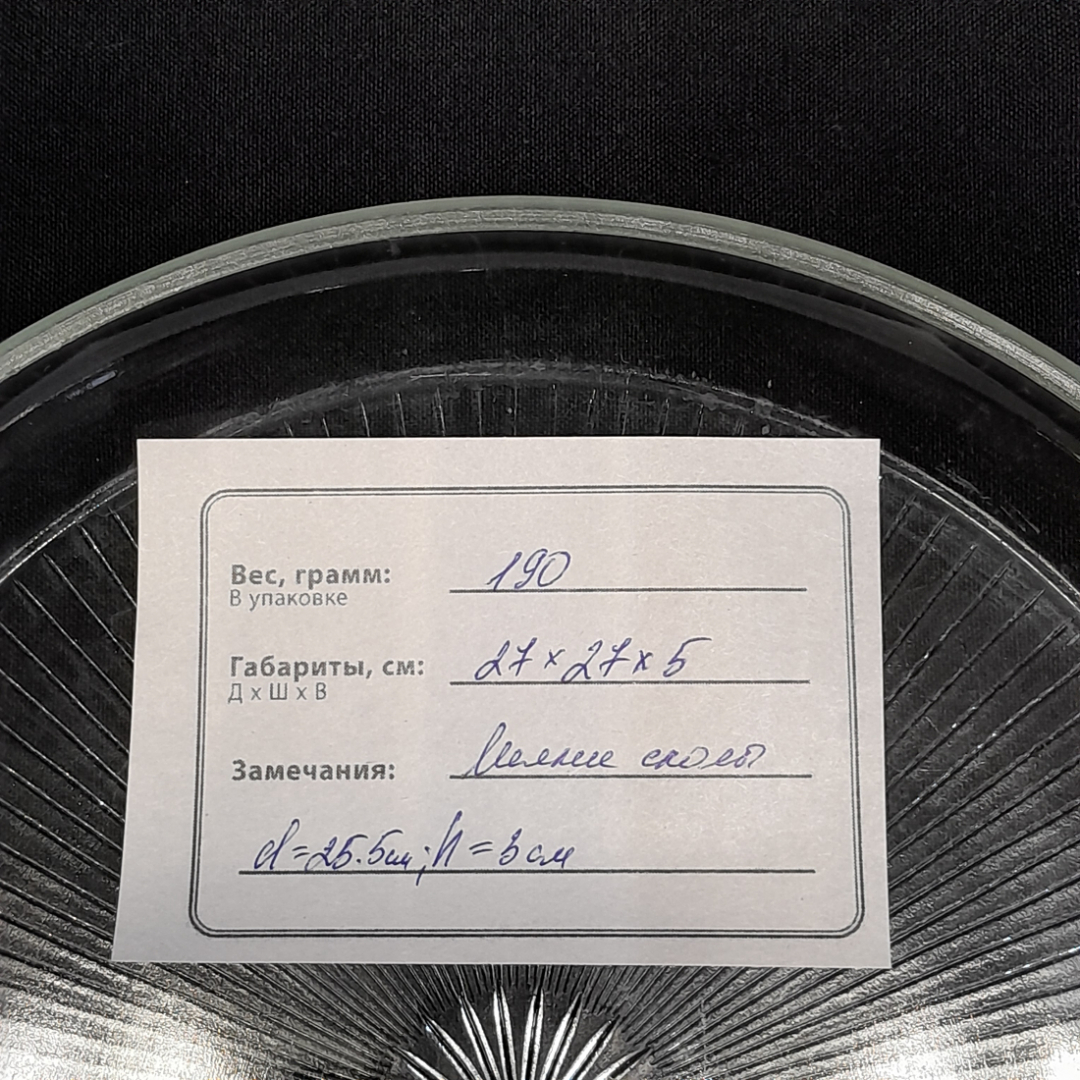 Вес, грамм: 190
В упаковке
Габариты, см: 27 x 27 x 5
Д x Ш x В
Замечания: Мелкие сколы
d=25.5см; h=3см